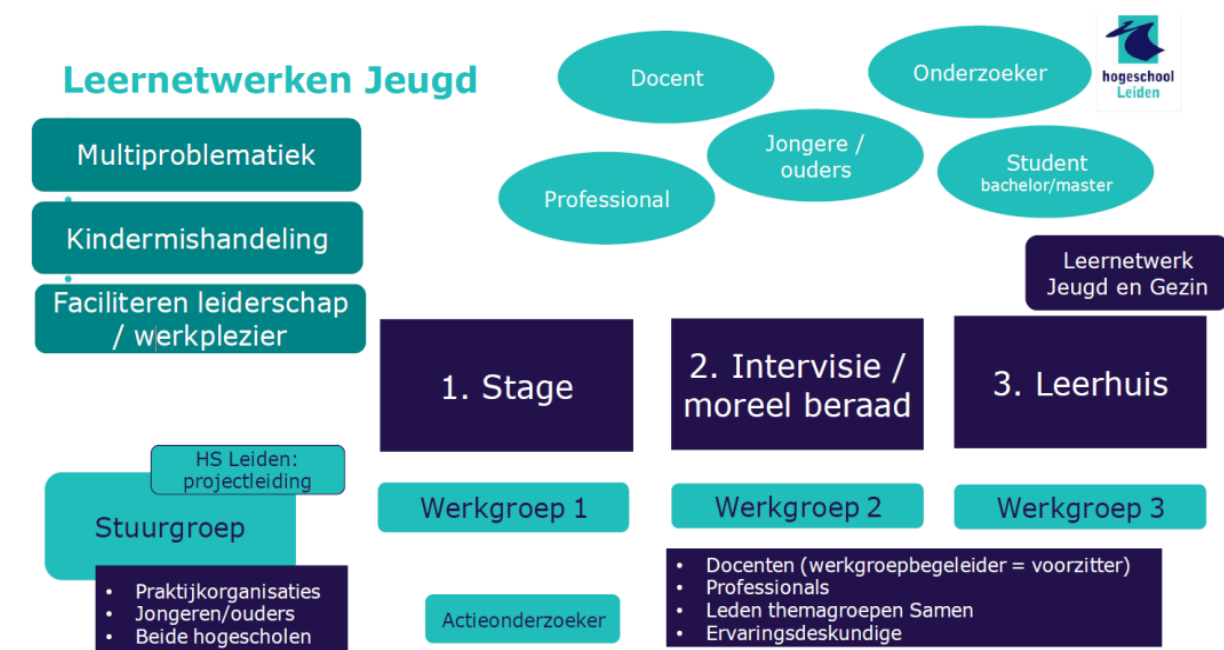 Leernetwerken Jeugd
Docent
Onderzoeker
hogeschool
Leiden
Multiproblematiek
Jongere /
ouders
Student
bachelor/master
Professional
Kindermishandeling
Leernetwerk
Jeugd en Gezin
Faciliteren leiderschap
/ werkplezier
1. Stage
2. Intervisie /
moreel beraad
3. Leerhuis
HS Leiden:
projectleiding
Stuurgroep
Werkgroep 1
Werkgroep 2
Werkgroep 3
• Praktijkorganisaties
• Jongeren/ouders
• Beide hogescholen
Actieonderzoeker
• Docenten (werkgroepbegeleider = voorzitter)
• Professionals
• Leden themagroepen Samen
• Ervaringsdeskundige